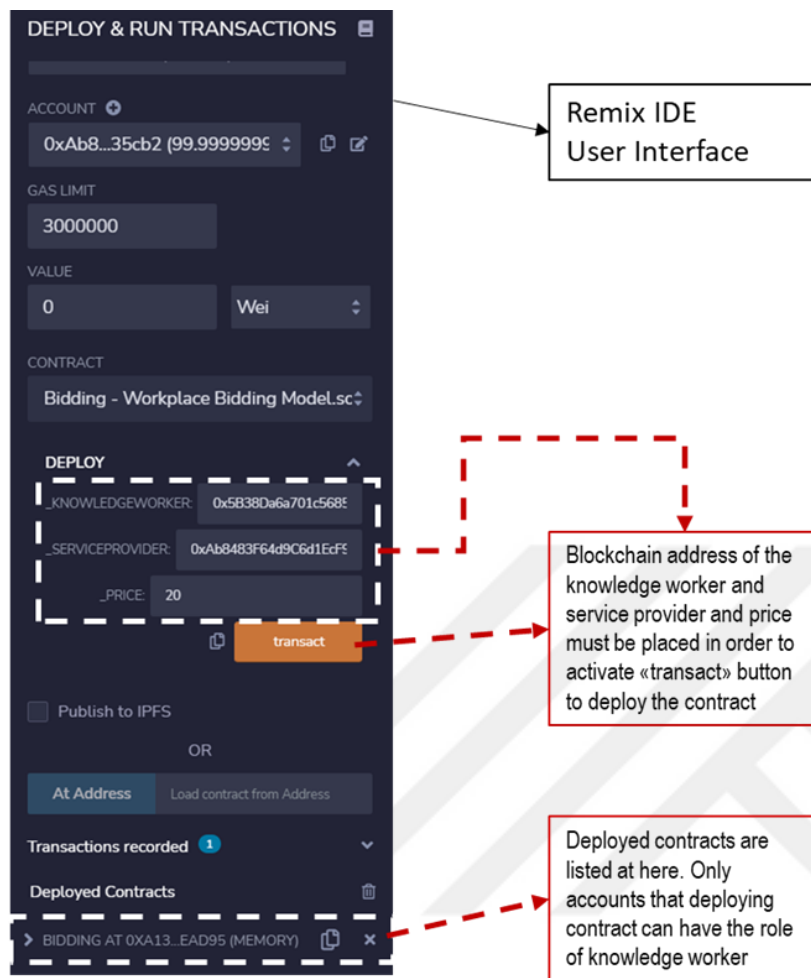 DEPLOY & RUN TRANSACTIONS
ACCOUNT
0xAb8...35cb2 (99.9999999
GAS LIMIT
3000000
VALUE
0
Wei
CONTRACT
Bidding - Workplace Bidding Model.sc
DEPLOY
_KNOWLEDGEWORKER: 0x5B38Da6a701c5685
_SERVICEPROVIDER: 0xAb8483F64d9C6d1EcF9
_PRICE: 20
transact
Publish to IPFS
OR
At Address
Load contract from Address
Transactions recorded 1
Deployed Contracts
BIDDING AT 0XA13...EAD95 (MEMORY)
Remix IDE
User Interface
Blockchain address of the
knowledge worker and
service provider and price
must be placed in order to
activate «transact» button
to deploy the contract
Deployed contracts are
listed at here. Only
accounts that deploying
contract can have the role
of knowledge worker